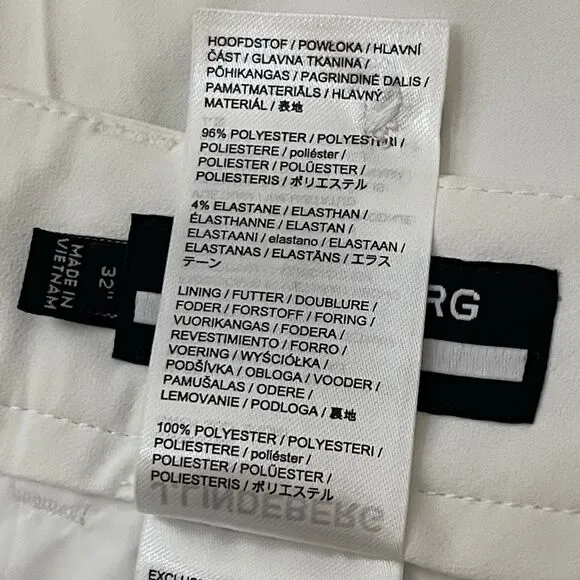 HOOFDSTOF / POWŁOKA / HLAVNÍ
ČÁST / GLAVNA TKANINA /
PÕHIKANGAS / PAGRINDINĖ DALIS /
PAMATMATERIĀLS / HLAVNÝ
MATERIÁL / 表地
96% POLYESTER / POLYESTERI /
POLIESTERE / poliéster /
POLIESTER / POLÜESTER /
POLIESTERIS / ポリエステル
4% ELASTANE / ELASTHAN /
ÉLASTHANNE / ELASTAN /
ELASTAANI / elastano / ELASTAAN /
ELASTANAS / ELASTĀNS / エラス
テーン
LINING / FUTTER / DOUBLURE /
FODER / FORSTOFF / FORING /
VUORIKANGAS / FODERA /
REVESTIMIENTO / FORRO /
VOERING / WYŚCIÓŁKA /
PODŠÍVKA / OBLOGA / VOODER /
PAMUŠALAS / ODERE /
LEMOVANIE / PODLOGA / 裏地
100% POLYESTER / POLYESTERI /
POLIESTERE / poliéster /
POLIESTER / POLÜESTER /
POLIESTERIS / ポリエステル
J.LINDEBERG
EXCLUS
MADE IN
VIETNAM
32"
RG